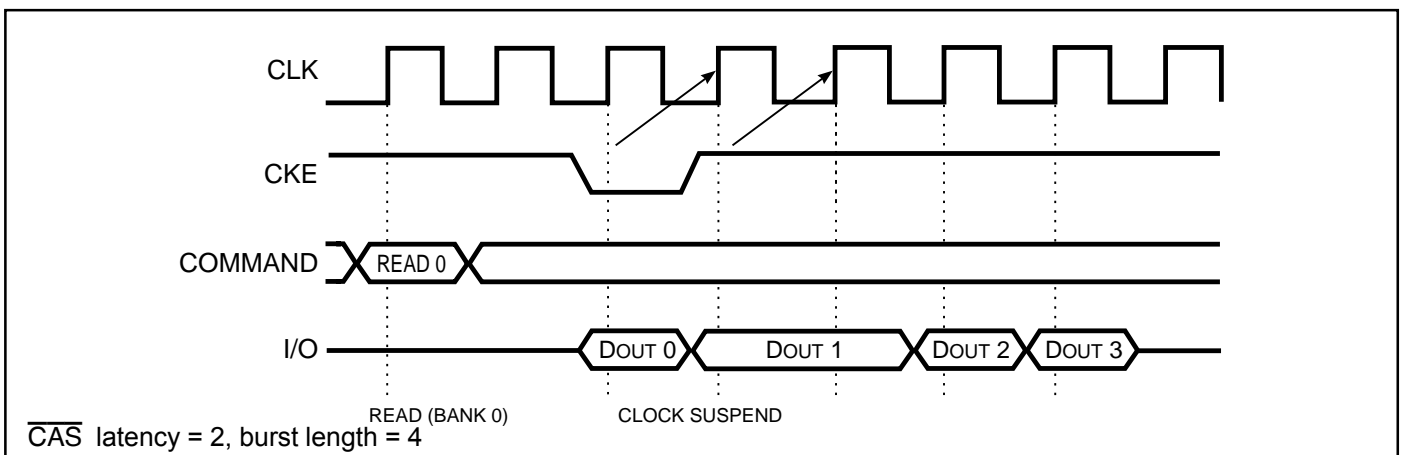 CLK
CKE
COMMAND READ 0
I/O DOUT 0 DOUT 1 DOUT 2 DOUT 3
READ (BANK 0) CLOCK SUSPEND
C̅A̅S̅ latency = 2, burst length = 4